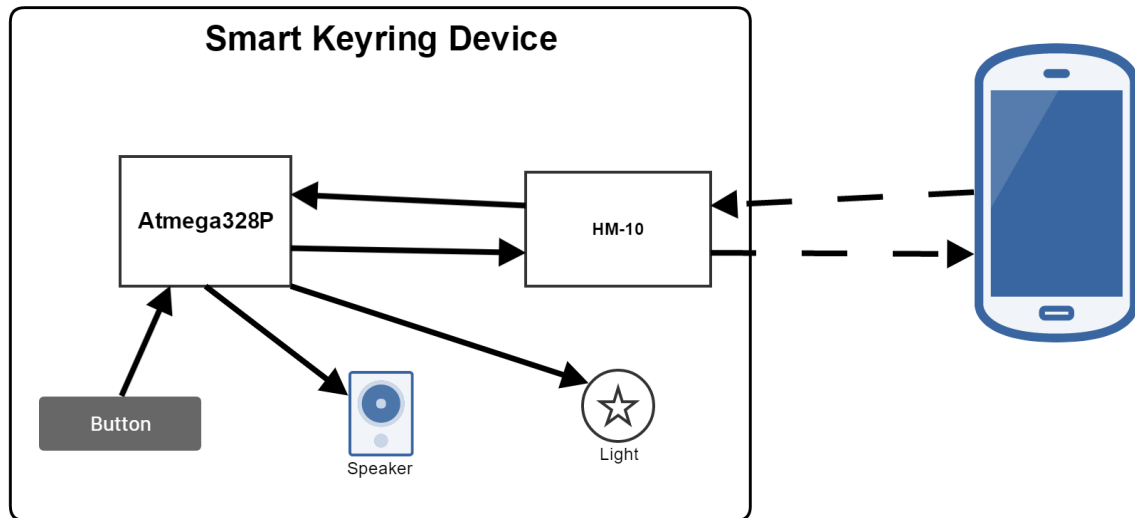 Smart Keyring Device
Atmega328P
HM-10
Button
Speaker
Light